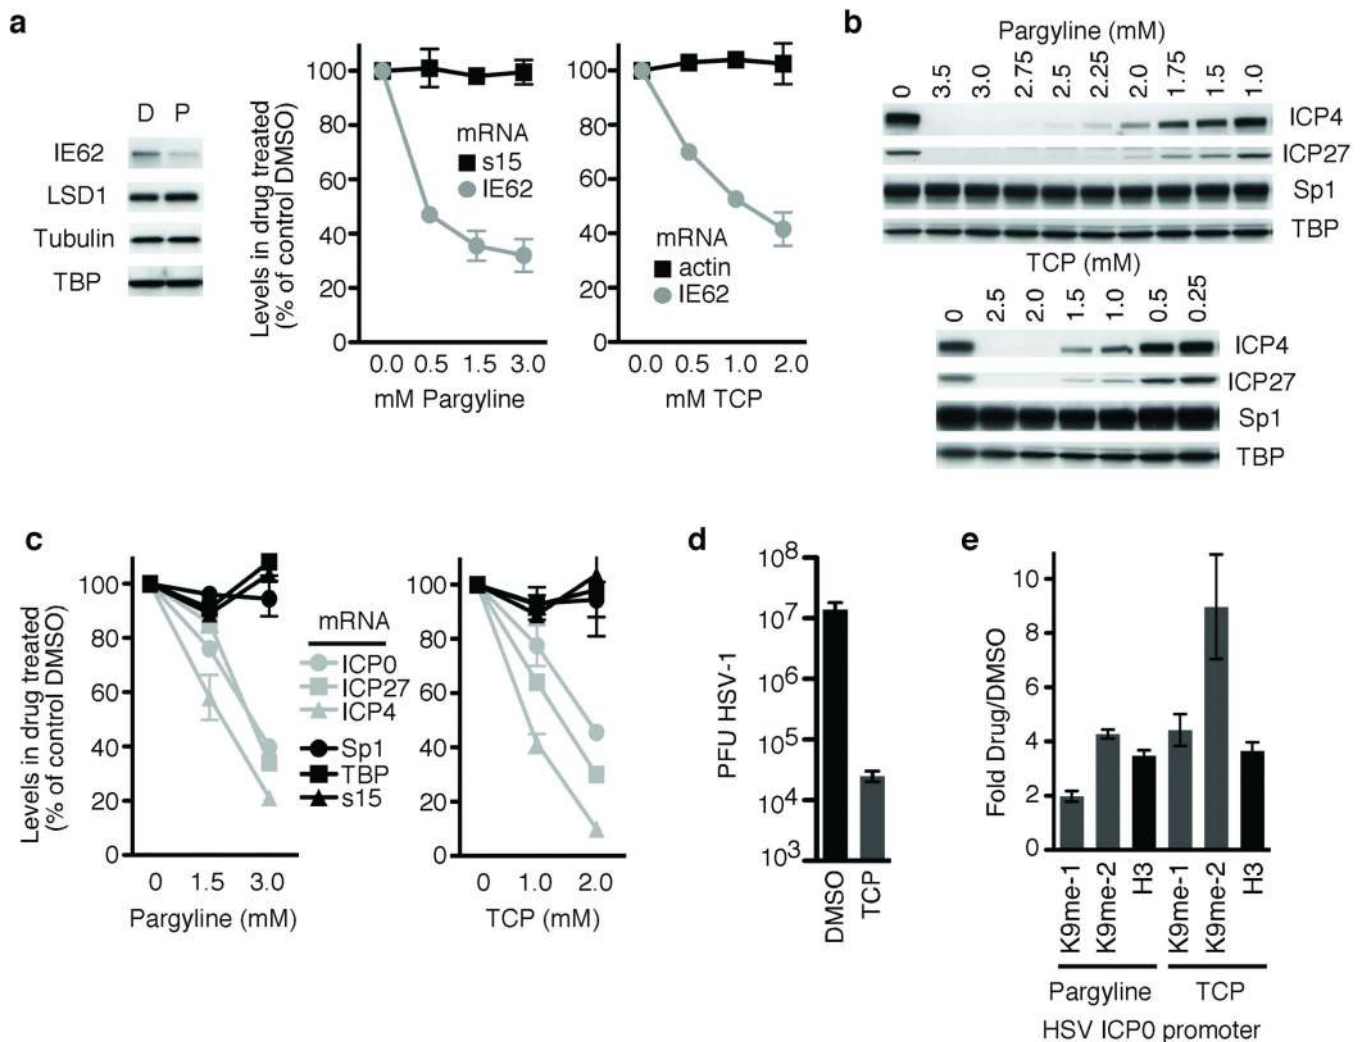 a
D P
IE62
LSD1
Tubulin
TBP
Levels in drug treated
(% of control DMSO)
100
80
60
40
20
0
mRNA
s15
IE62
0.0 0.5 1.5 3.0
mM Pargyline
100
80
60
40
20
0
mRNA
actin
IE62
0.0 0.5 1.0 2.0
mM TCP
b
Pargyline (mM)
0 3.5 3.0 2.75 2.5 2.25 2.0 1.75 1.5 1.0
ICP4
ICP27
Sp1
TBP
TCP (mM)
0 2.5 2.0 1.5 1.0 0.5 0.25
ICP4
ICP27
Sp1
TBP
c
Levels in drug treated
(% of control DMSO)
100
80
60
40
20
0
0 1.5 3.0
Pargyline (mM)
mRNA
ICP0
ICP27
ICP4
Sp1
TBP
s15
100
80
60
40
20
0
0 1.0 2.0
TCP (mM)
d
PFU HSV-1
10⁸
10⁷
10⁶
10⁵
10⁴
10³
DMSO
TCP
e
Fold Drug/DMSO
10
8
6
4
2
0
K9me-1
K9me-2
H3
K9me-1
K9me-2
H3
Pargyline TCP
HSV ICP0 promoter